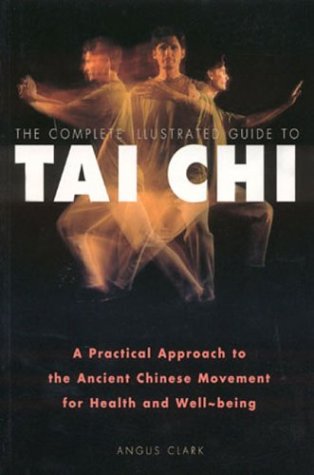 THE COMPLETE ILLUSTRATED GUIDE TO
TAI CHI
A Practical Approach to
the Ancient Chinese Movement
for Health and Well~being
ANGUS CLARK